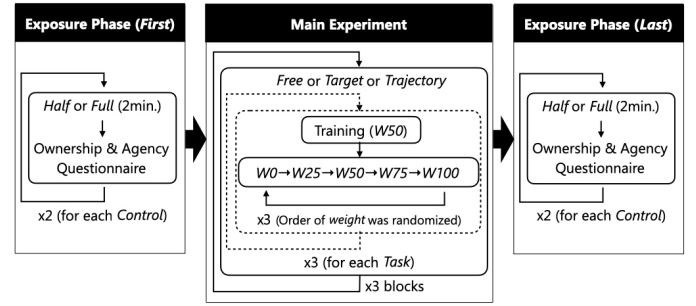 Exposure Phase (First)
Half or Full (2min.)
Ownership & Agency
Questionnaire
x2 (for each Control)
Main Experiment
Free or Target or Trajectory
Training (W50)
W0→W25→W50→W75→W100
x3 (Order of weight was randomized)
x3 (for each Task)
x3 blocks
Exposure Phase (Last)
Half or Full (2min.)
Ownership & Agency
Questionnaire
x2 (for each Control)